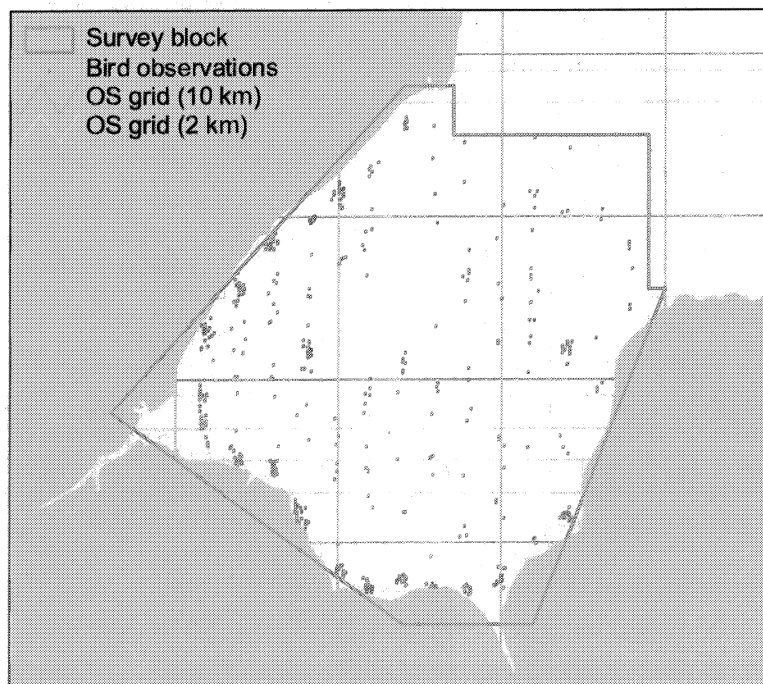 Survey block
Bird observations
OS grid (10 km)
OS grid (2 km)